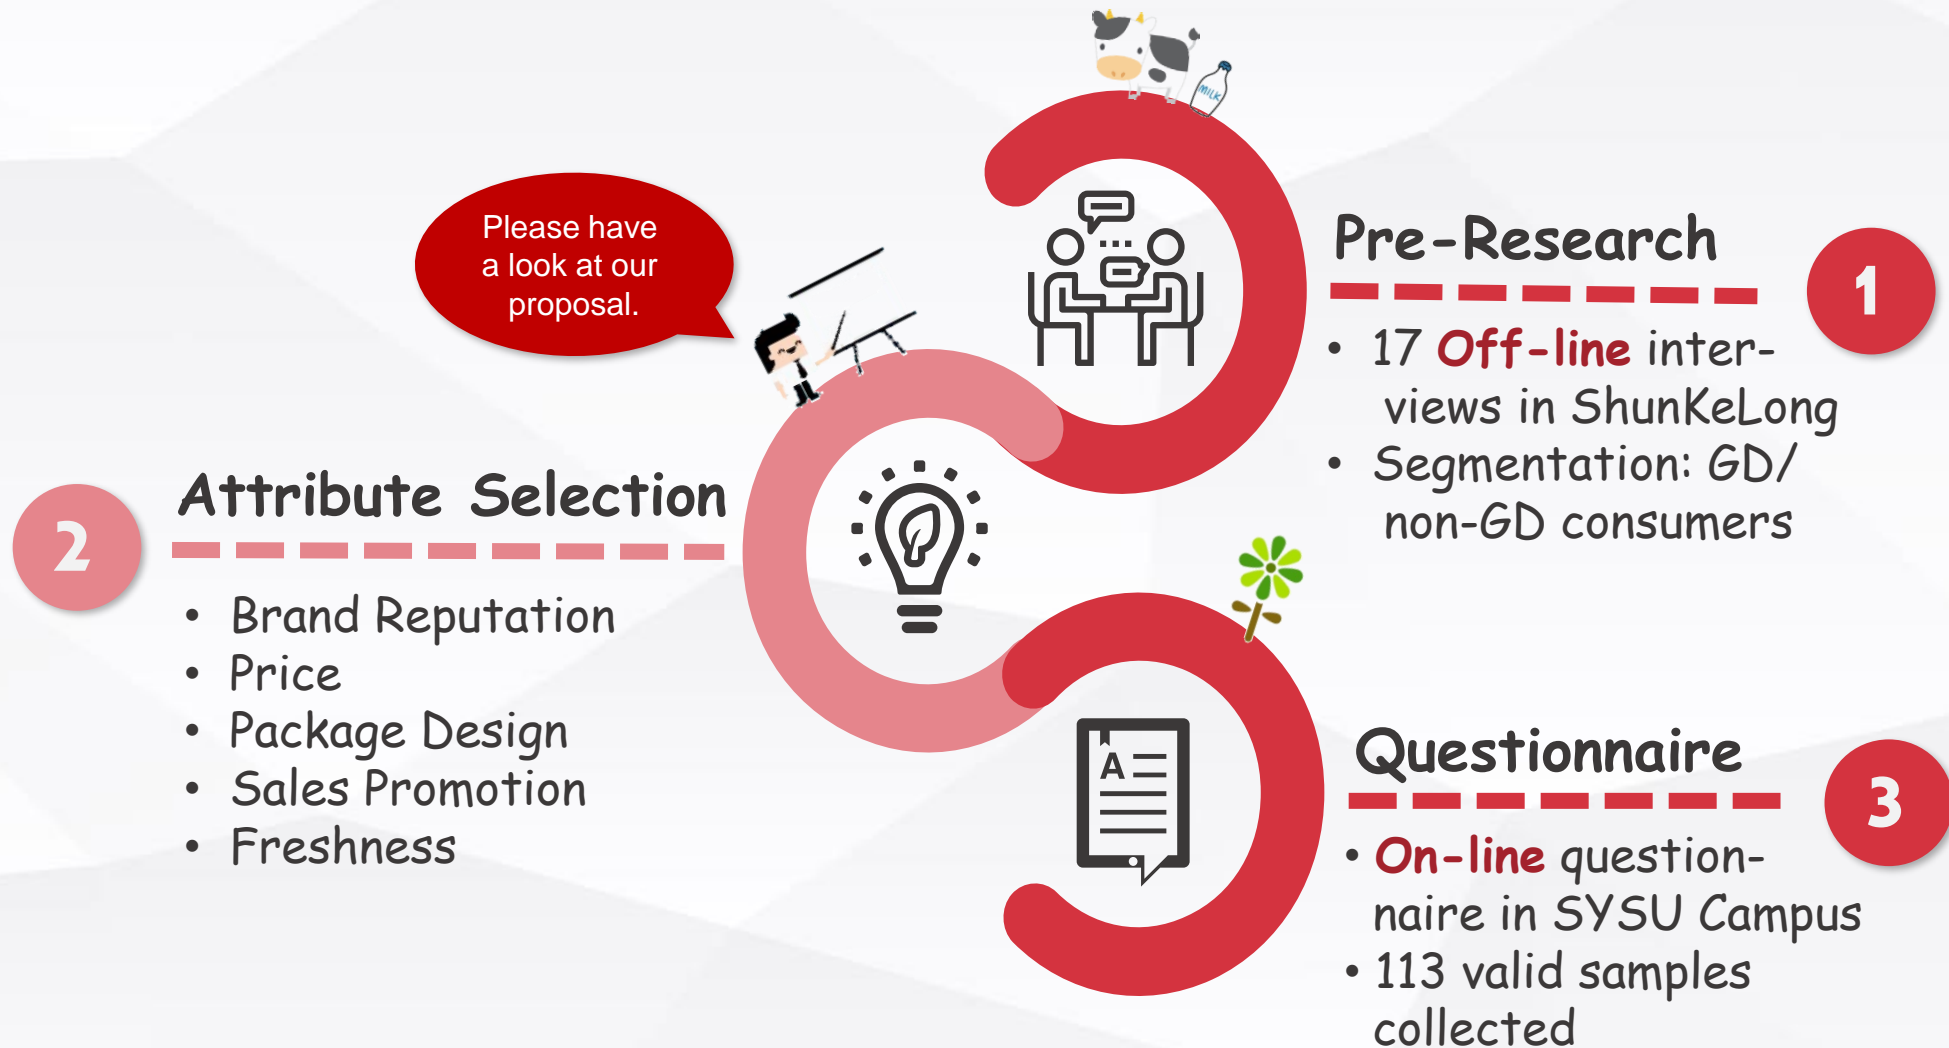 MILK
Please have
a look at our
proposal.
Pre-Research
1
• 17 Off-line inter-
views in ShunKeLong
• Segmentation: GD/
non-GD consumers
2
Attribute Selection
• Brand Reputation
• Price
• Package Design
• Sales Promotion
• Freshness
A
Questionnaire
3
• On-line question-
naire in SYSU Campus
• 113 valid samples
collected